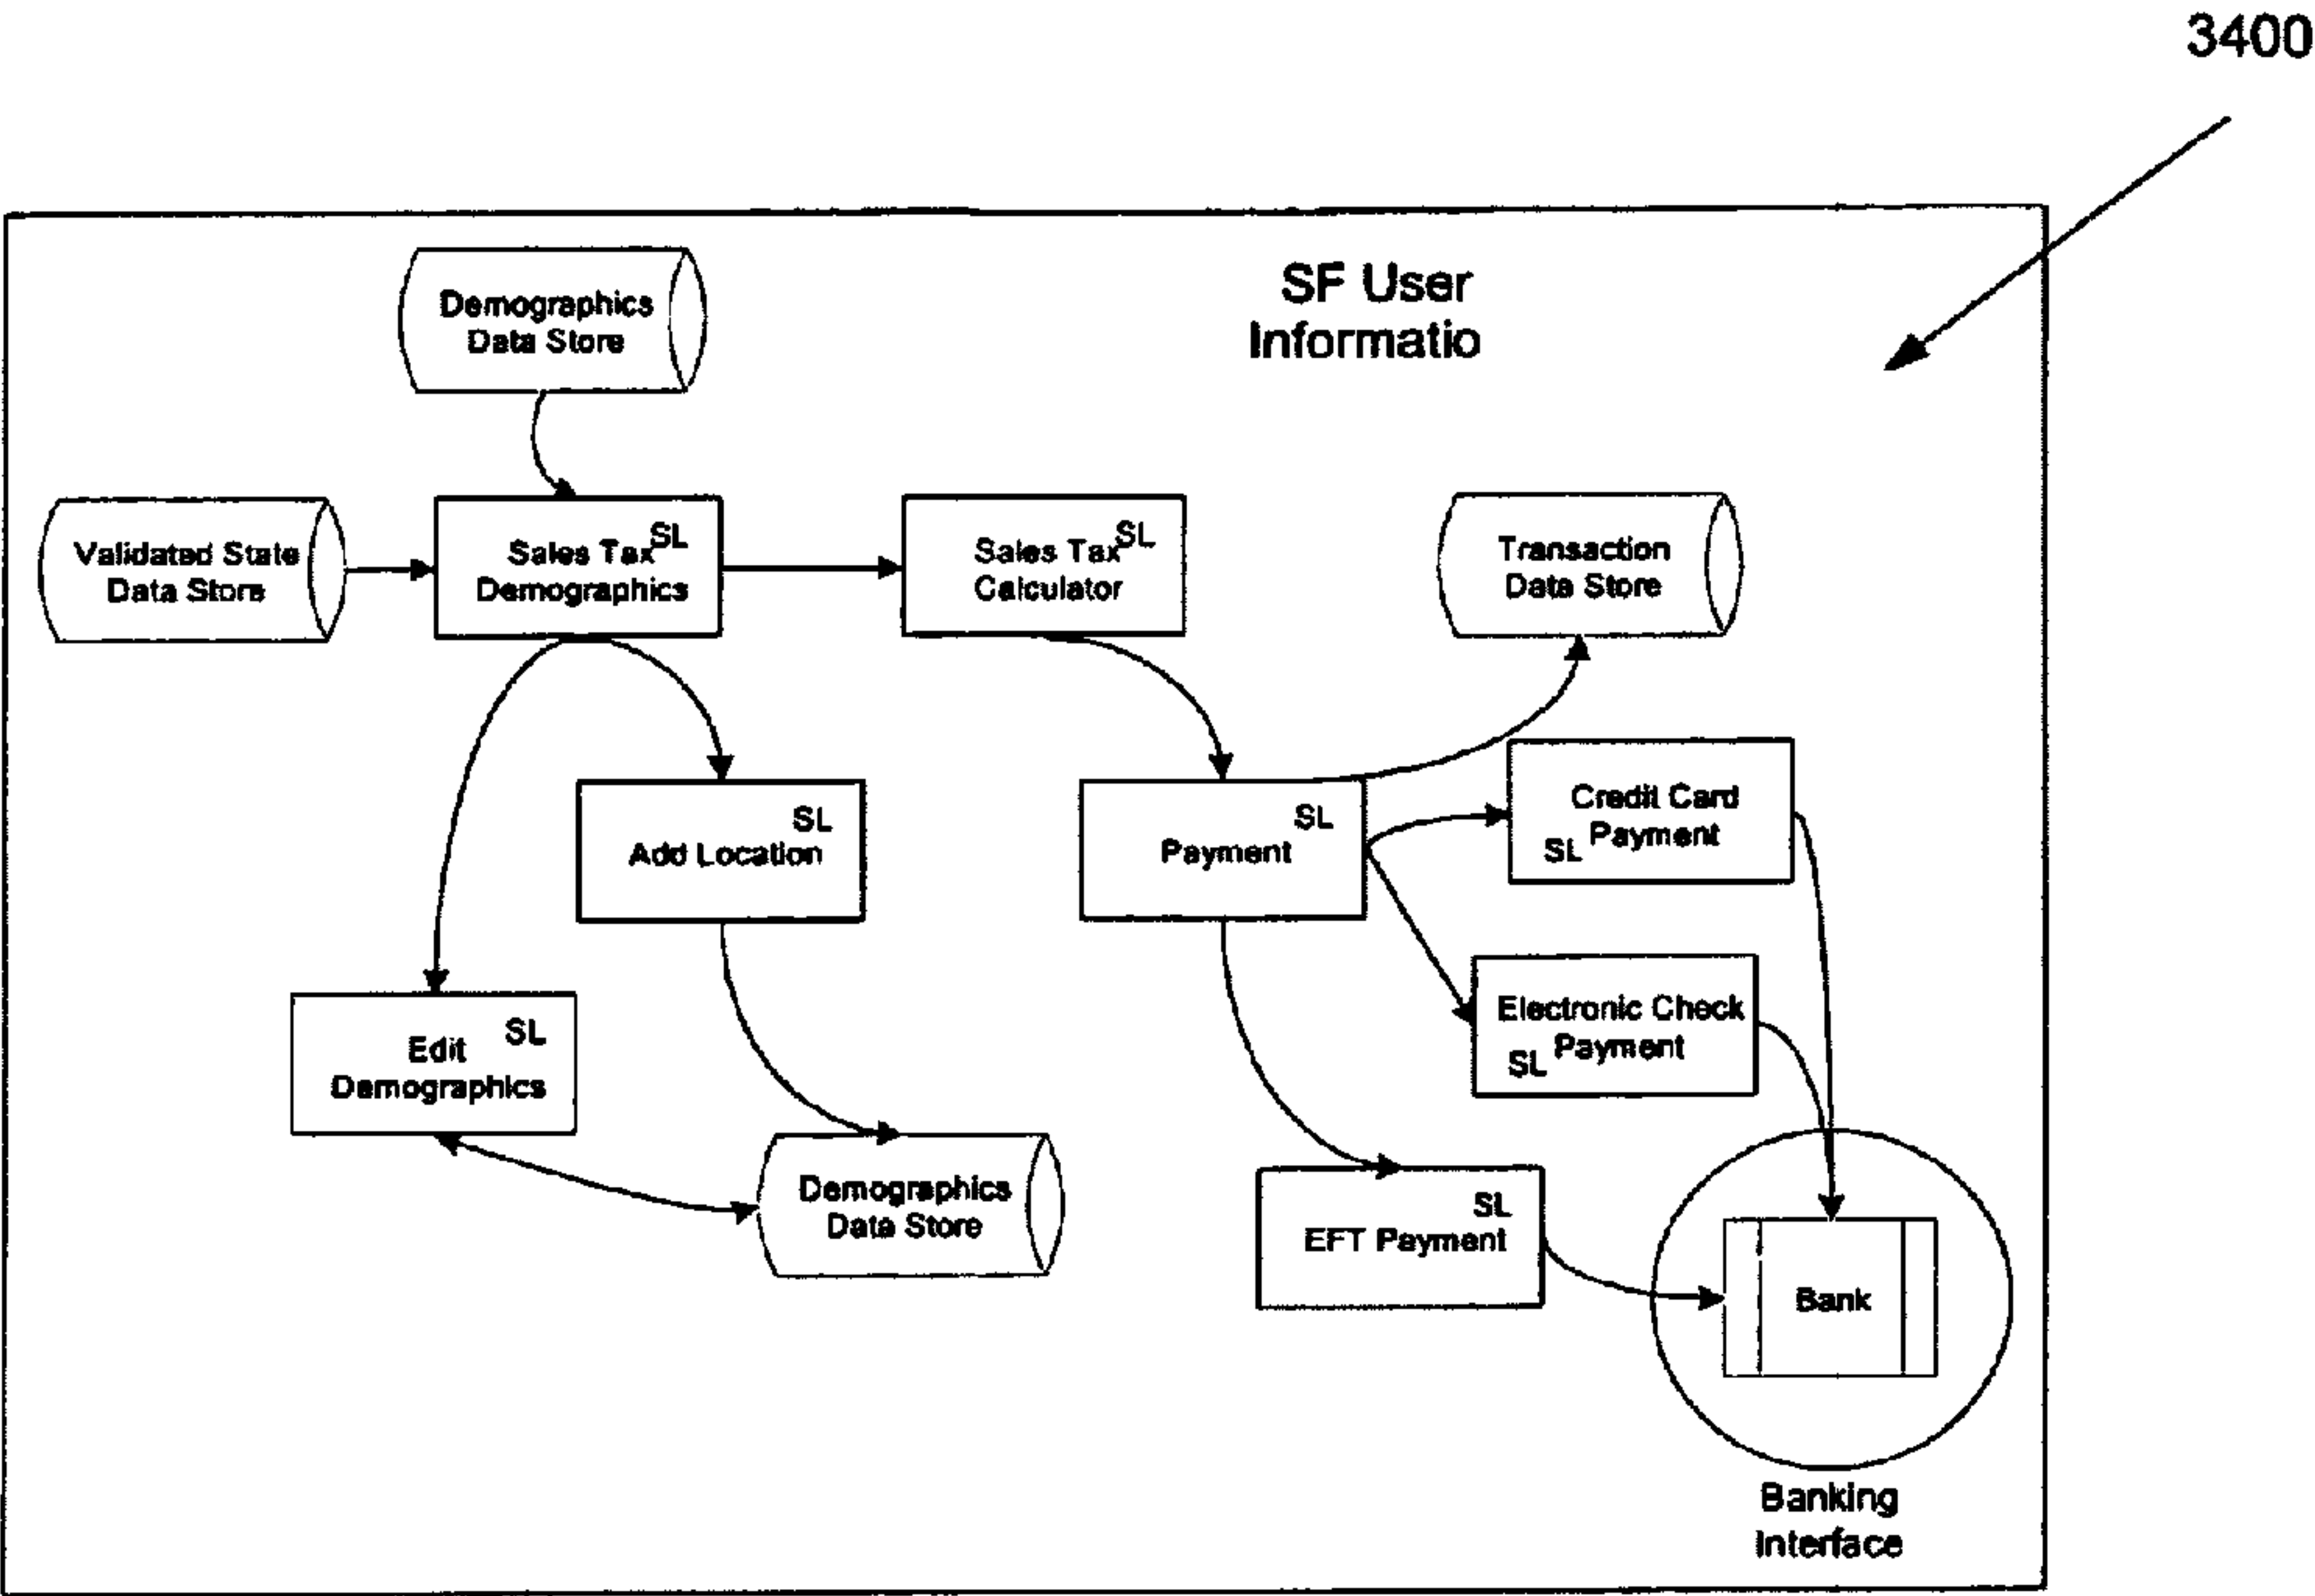 3400
SF User
Informatio
Demographics
Data Store
Validated State
Data Store
SL
Sales Tax
Demographics
SL
Sales Tax
Calculator
Transaction
Data Store
SL
Add Location
SL
Payment
Credit Card
Payment
SL
Electronic Check
Payment
SL
SL
Edit
Demographics
Demographics
Data Store
SL
EFT Payment
Bank
Banking
Interface